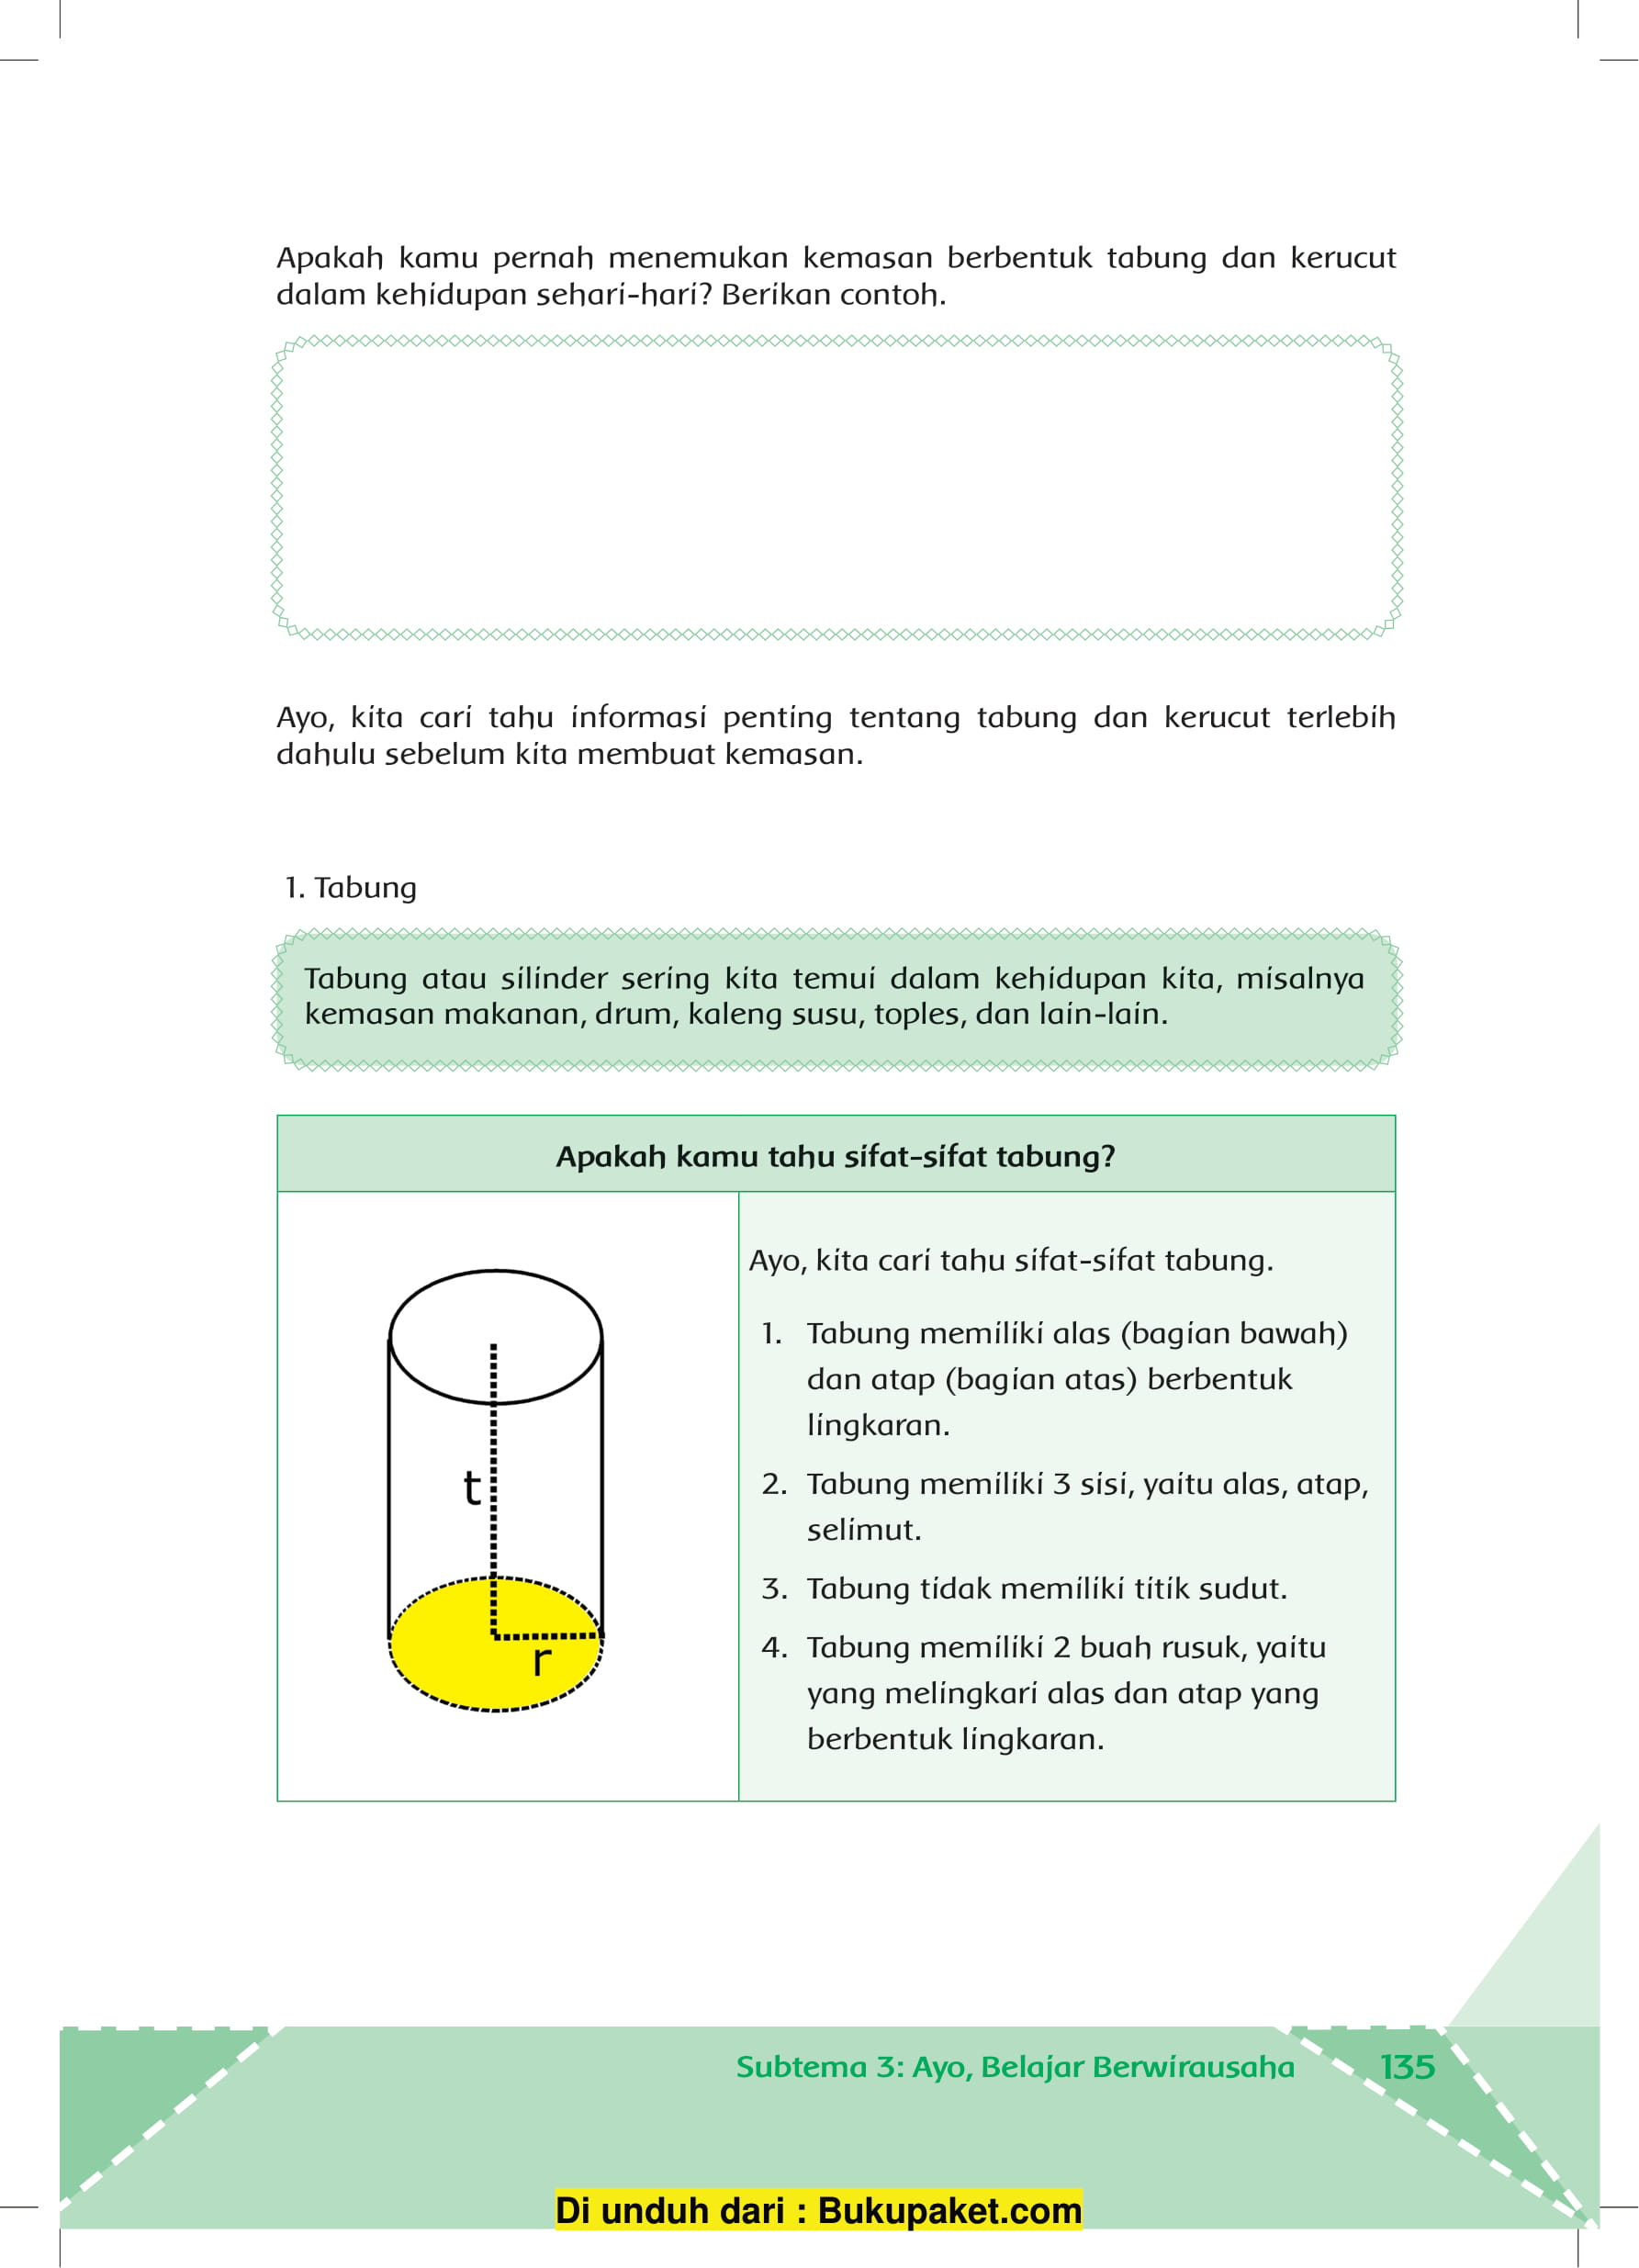 Apakah kamu pernah menemukan kemasan berbentuk tabung dan kerucut
dalam kehidupan sehari-hari? Berikan contoh.
Ayo, kita cari tahu informasi penting tentang tabung dan kerucut terlebih
dahulu sebelum kita membuat kemasan.
1. Tabung
Tabung atau silinder sering kita temui dalam kehidupan kita, misalnya
kemasan makanan, drum, kaleng susu, toples, dan lain-lain.
Apakah kamu tahu sifat-sifat tabung?
t
r
Ayo, kita cari tahu sifat-sifat tabung.
1. Tabung memiliki alas (bagian bawah)
dan atap (bagian atas) berbentuk
lingkaran.
2. Tabung memiliki 3 sisi, yaitu alas, atap,
selimut.
3. Tabung tidak memiliki titik sudut.
4. Tabung memiliki 2 buah rusuk, yaitu
yang melingkari alas dan atap yang
berbentuk lingkaran.
Subtema 3: Ayo, Belajar Berwirausaha 135
Di unduh dari : Bukupaket.com